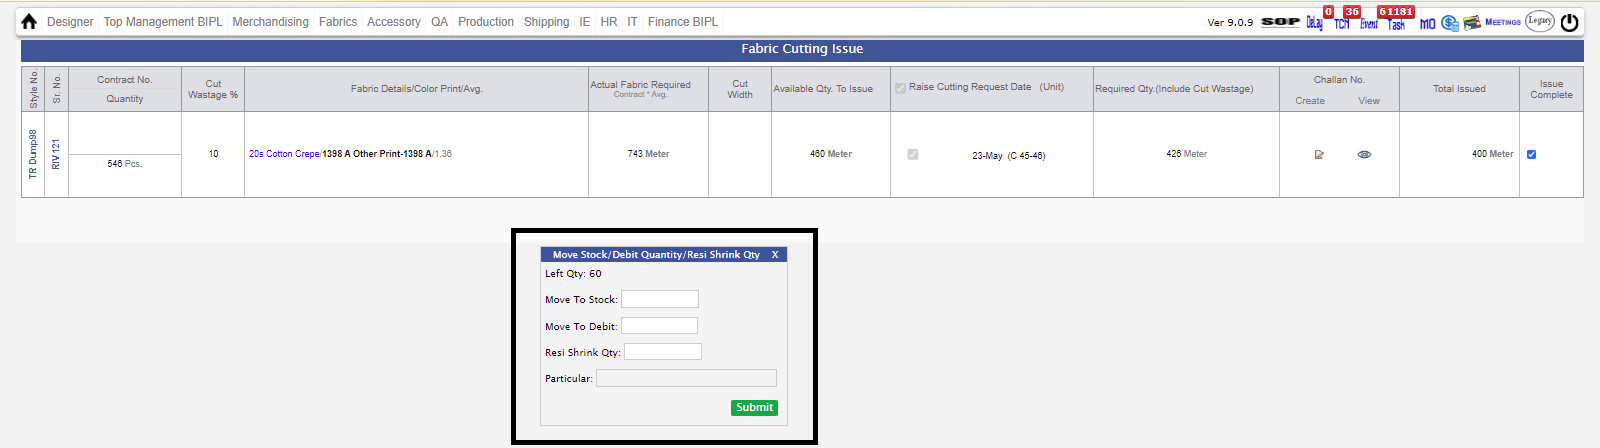 Designer Top Management BIPL Merchandising Fabrics Accessory QA Production Shipping IE HR IT Finance BIPL Ver 9.0.9 SOP DeLay 0 TCN 36 Event Task 61181 MO MEETINGS Legacy
Fabric Cutting Issue
Style No. Sr. No. Contract No. Cut Wastage % Fabric Details/Color Print/Avg. Actual Fabric Required Cut Width Available Qty. To Issue Raise Cutting Request Date (Unit) Required Qty.(Include Cut Wastage) Challan No. Total Issued Issue Complete
Quantity Contract * Avg. Create View
TR Dump98 RIV121 546 Pcs. 10 20s Cotton Crepe/1398 A Other Print-1398 A/1.36 743 Meter 460 Meter 23-May (C 45-46) 426 Meter 400 Meter
Move Stock/Debit Quantity/Resi Shrink Qty X
Left Qty: 60
Move To Stock:
Move To Debit:
Resi Shrink Qty:
Particular:
Submit